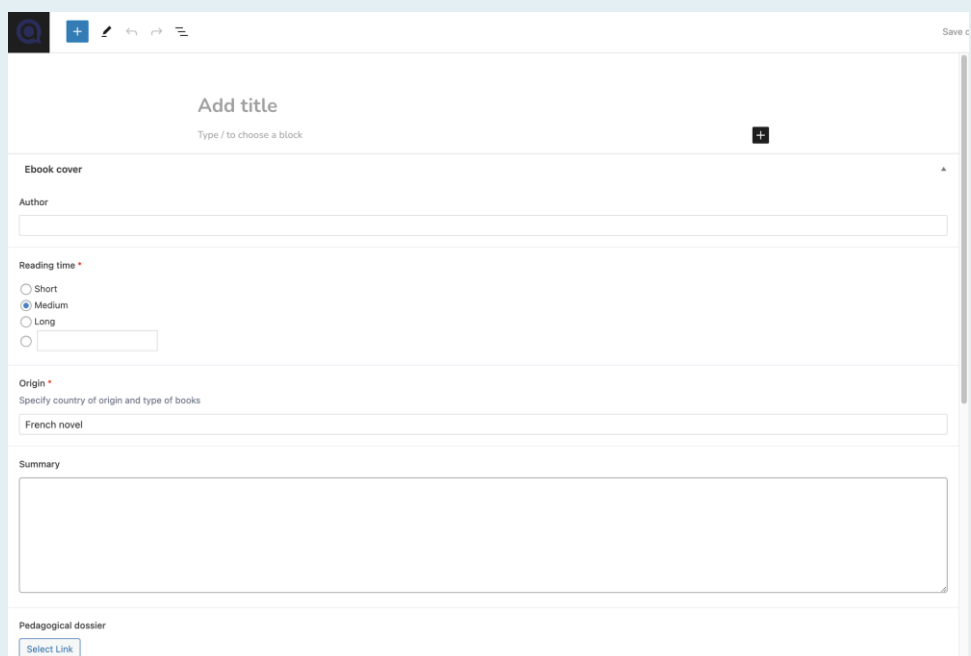 Save
Add title
Type / to choose a block
Ebook cover
Author
Reading time *
Short
Medium
Long
Origin *
Specify country of origin and type of books
French novel
Summary
Pedagogical dossier
Select Link